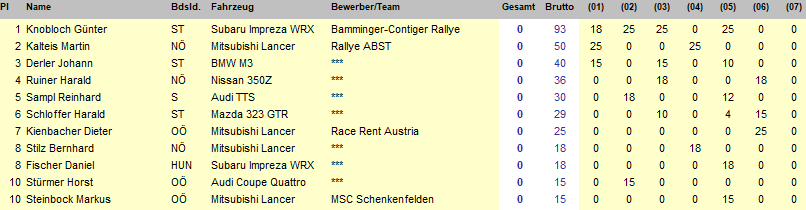 Pl Name Bdsld. Fahrzeug Bewerber/Team Gesamt Brutto (01) (02) (03) (04) (05) (06) (07)
1 Knobloch Günter ST Subaru Impreza WRX Bamminger-Contiger Rallye 0 93 18 25 25 0 25 0 0
2 Kalteis Martin NÖ Mitsubishi Lancer Rallye ABST 0 50 25 0 0 25 0 0 0
3 Derler Johann ST BMW M3 *** 0 40 15 0 15 0 10 0 0
4 Ruiner Harald NÖ Nissan 350Z *** 0 36 0 0 18 0 0 18 0
5 Sampl Reinhard S Audi TTS *** 0 30 0 18 0 0 12 0 0
6 Schloffer Harald ST Mazda 323 GTR *** 0 29 0 0 10 0 4 15 0
7 Kienbacher Dieter OÖ Mitsubishi Lancer Race Rent Austria 0 25 0 0 0 0 0 25 0
8 Stilz Bernhard NÖ Mitsubishi Lancer *** 0 18 0 0 0 18 0 0 0
8 Fischer Daniel HUN Subaru Impreza WRX *** 0 18 0 0 0 0 18 0 0
10 Stürmer Horst OÖ Audi Coupe Quattro *** 0 15 0 15 0 0 0 0 0
10 Steinbock Markus OÖ Mitsubishi Lancer MSC Schenkenfelden 0 15 0 0 0 0 15 0 0